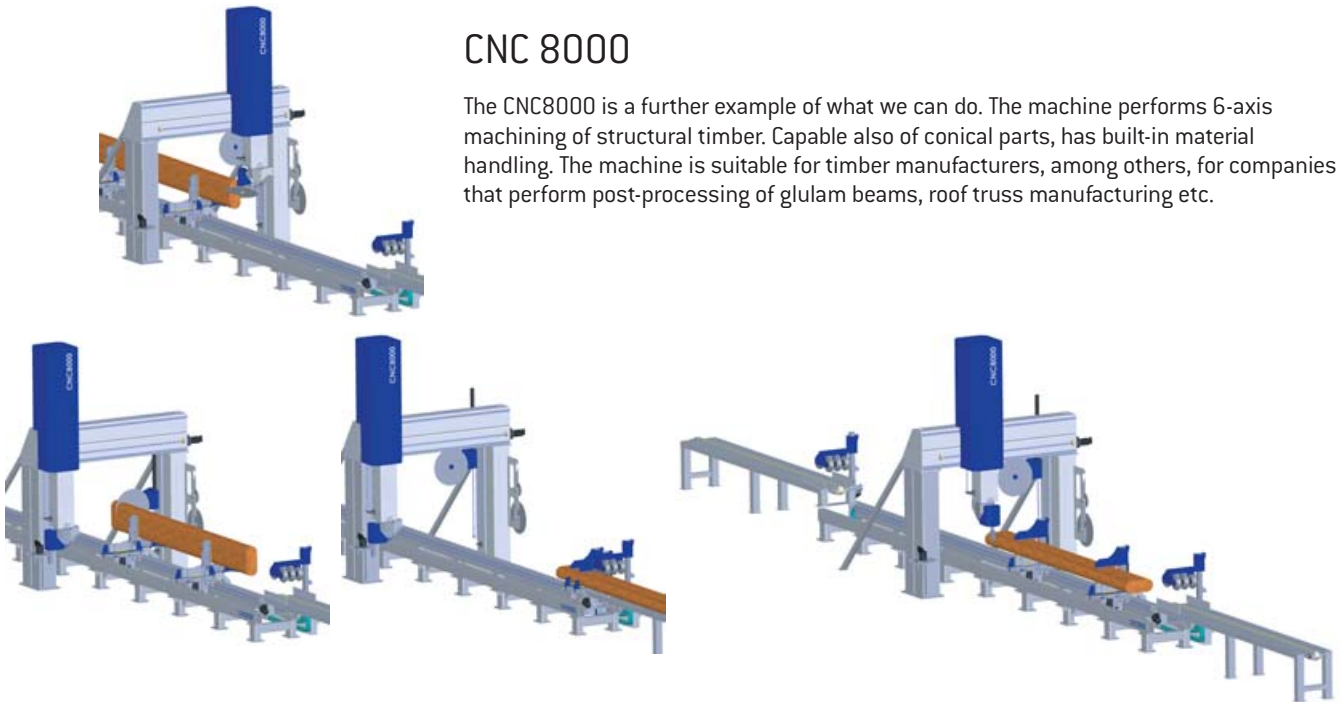 CNC8000
CNC 8000
The CNC8000 is a further example of what we can do. The machine performs 6-axis
machining of structural timber. Capable also of conical parts, has built-in material
handling. The machine is suitable for timber manufacturers, among others, for companies
that perform post-processing of glulam beams, roof truss manufacturing etc.
CNC8000
CNC8000
CNC8000